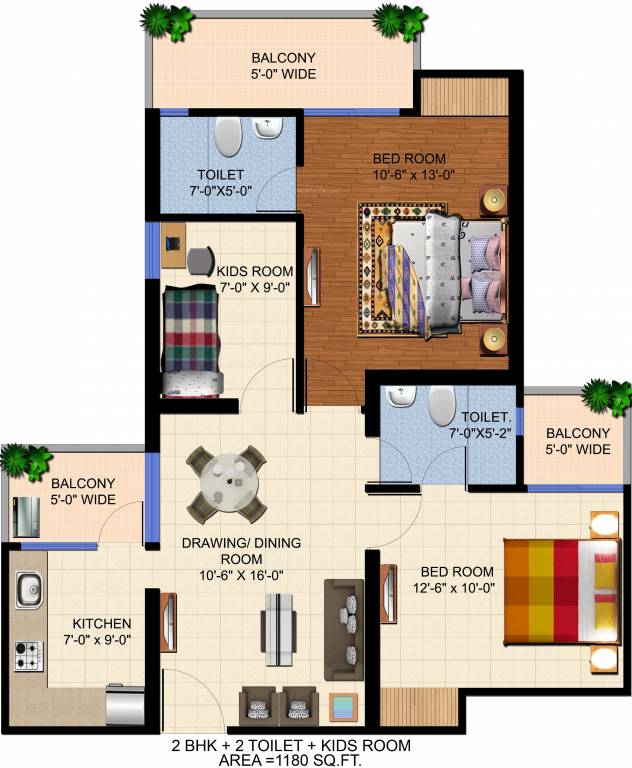 BALCONY
5'-0" WIDE
BED ROOM
10'-6" x 13'-0"
TOILET
7'-0"X5'-0"
KIDS ROOM
7'-0" X 9'-0"
TOILET.
7'-0"X5'-2"
BALCONY
5'-0" WIDE
BALCONY
5'-0" WIDE
DRAWING/ DINING
ROOM
10'-6" X 16'-0"
BED ROOM
12'-6" x 10'-0"
KITCHEN
7'-0" x 9'-0"
2 BHK + 2 TOILET + KIDS ROOM
AREA =1180 SQ.FT.